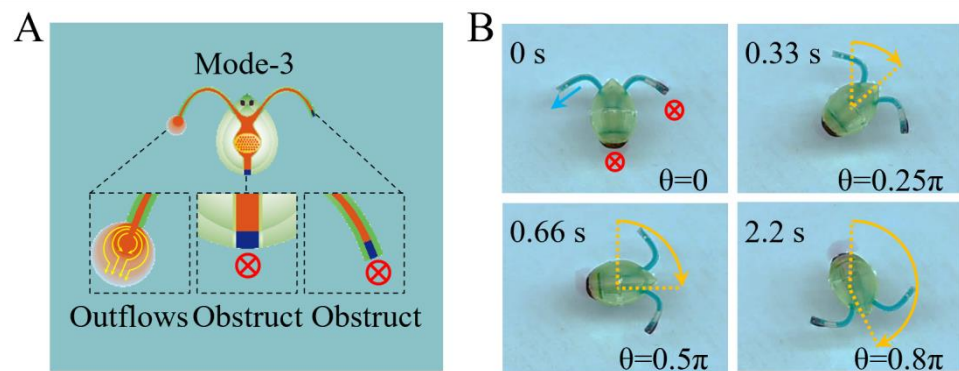 A
Mode-3
Outflows Obstruct Obstruct
B
0 s
θ=0
0.33 s
θ=0.25π
0.66 s
θ=0.5π
2.2 s
θ=0.8π